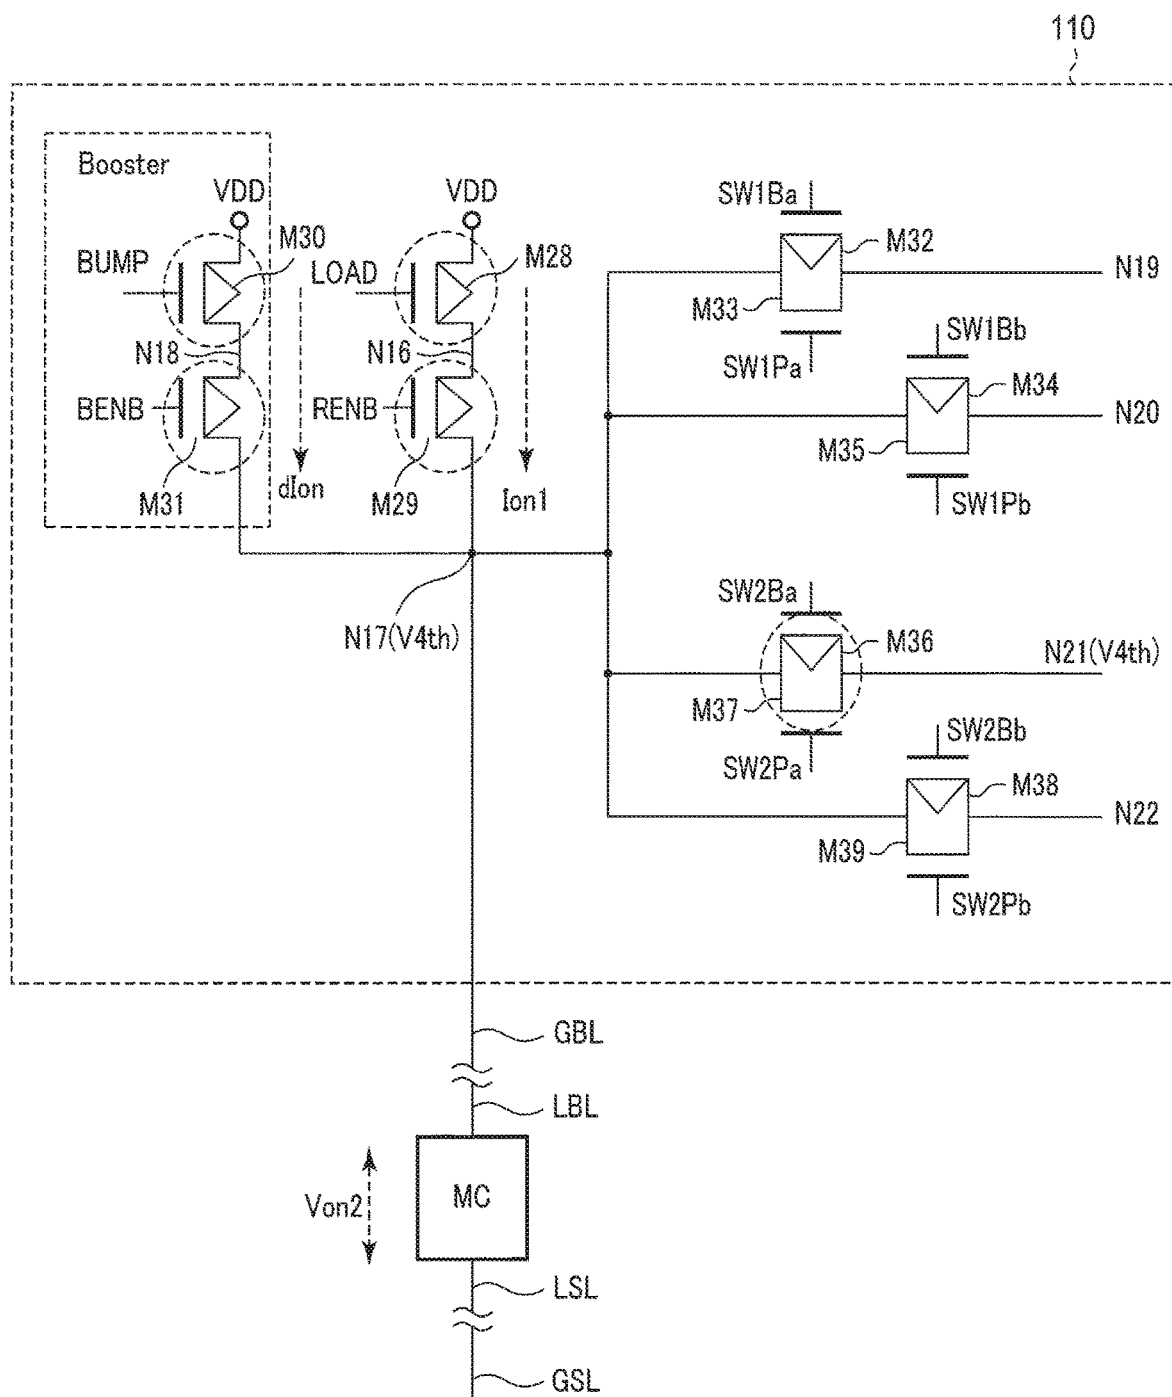 110
Booster
VDD
VDD
BUMP
M30
LOAD
M28
N18
N16
BENB
RENB
M31
dIon
M29
Ion1
SW1Ba
M32
N19
M33
SW1Pa
SW1Bb
M34
N20
M35
SW1Pb
N17(V4th)
SW2Ba
M36
N21(V4th)
M37
SW2Pa
SW2Bb
M38
N22
M39
SW2Pb
GBL
LBL
Von2
MC
LSL
GSL